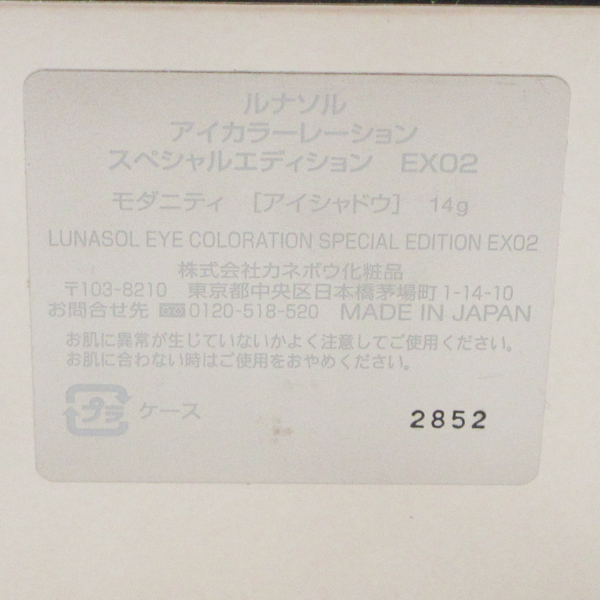 ルナソル
アイカラーレーション
スペシャルエディション EX02
モダニティ [アイシャドウ] 14g
LUNASOL EYE COLORATION SPECIAL EDITION EX02
株式会社カネボウ化粧品
〒103-8210 東京都中央区日本橋茅場町1-14-10
お問合せ先 0120-518-520 MADE IN JAPAN
お肌に異常が生じていないかよく注意してご使用ください。
お肌に合わない時はご使用をおやめください。
プラ ケース
2852